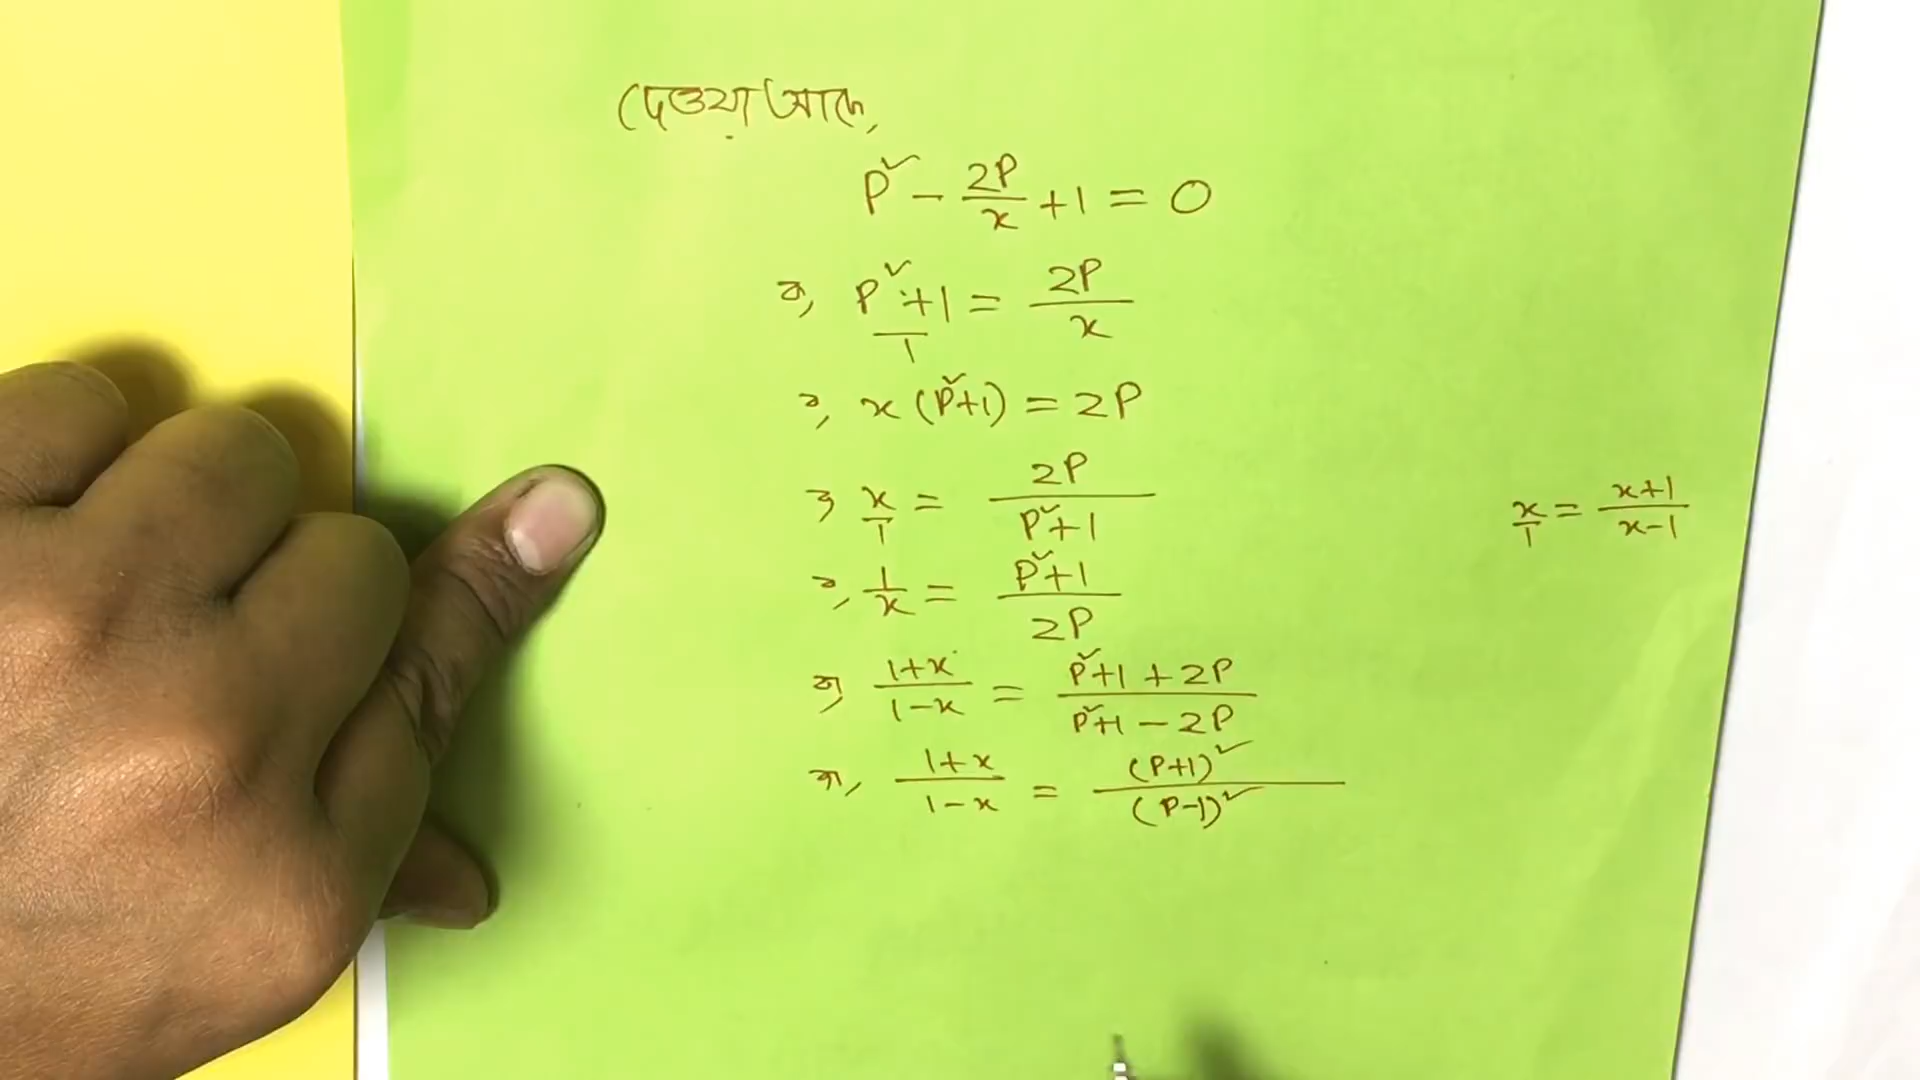 দেওয়া আছে,
p² - 2p/x + 1 = 0
বা, (p² + 1)/1 = 2p/x
বা, x(p²+1) = 2p
বা, x/1 = 2p/(p²+1)
বা, 1/x = (p²+1)/2p
বা, (1+x)/(1-x) = (p²+1+2p)/(p²+1-2p)
বা, (1+x)/(1-x) = (p+1)²/(p-1)²
x/1 = (x+1)/(x-1)